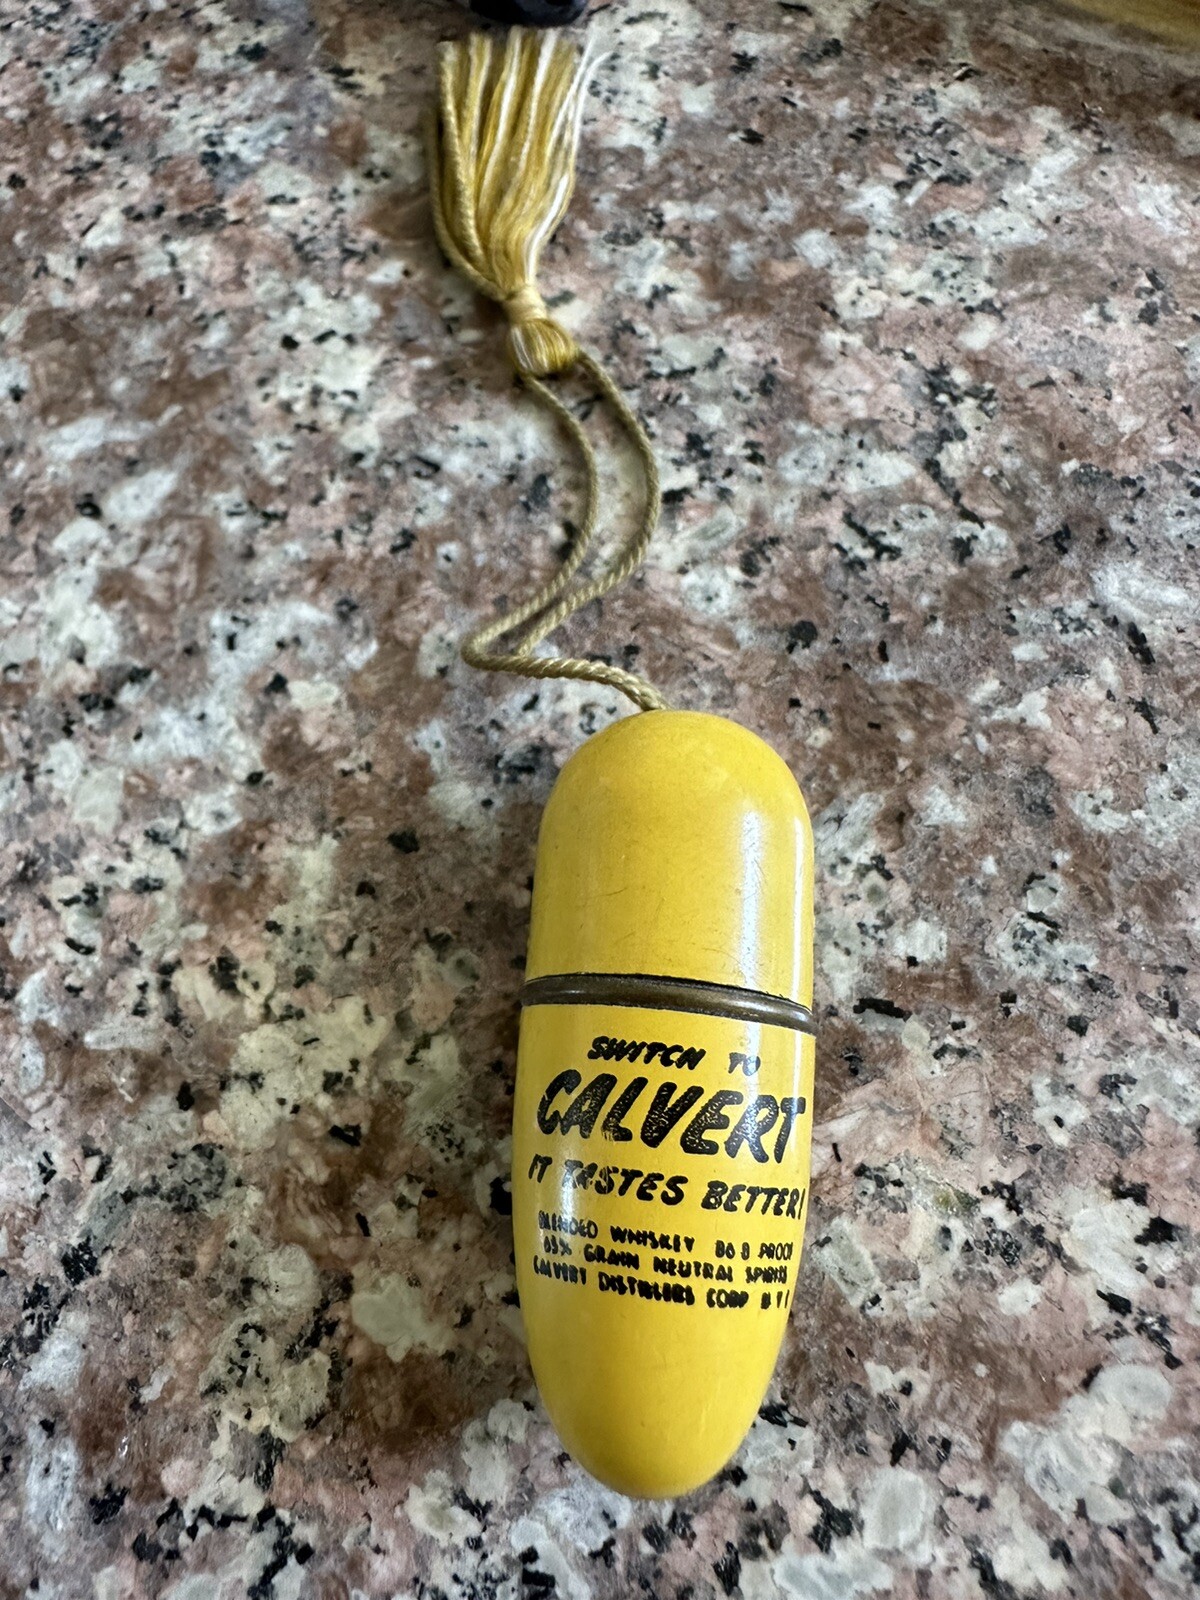 SWITCH TO
CALVERT
IT TASTES BETTER!
BLENDED WHISKEY 86 8 PROOF
65% GRAIN NEUTRAL SPIRITS
CALVERT DISTILLERS CORP N Y C